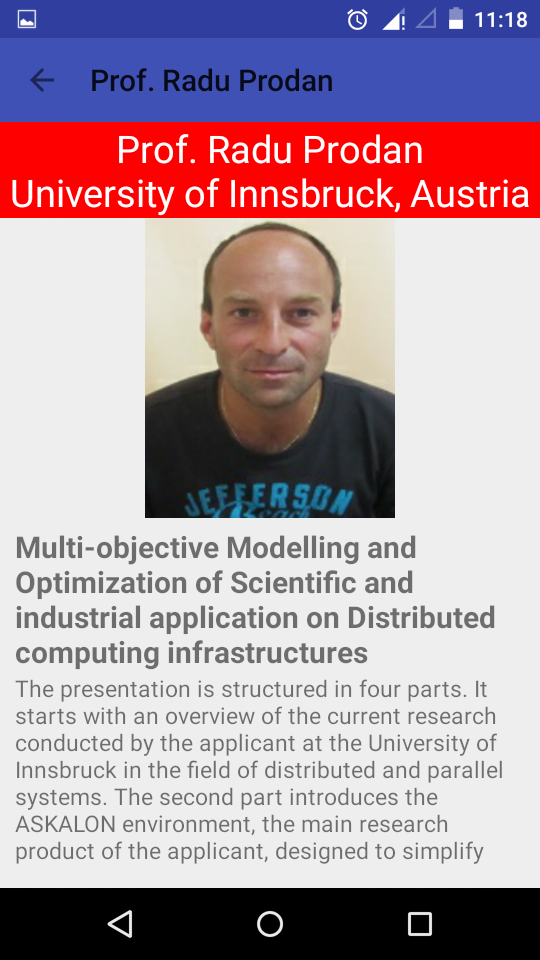 11:18
Prof. Radu Prodan
Prof. Radu Prodan
University of Innsbruck, Austria
JEFFERSON
Beach
Multi-objective Modelling and
Optimization of Scientific and
industrial application on Distributed
computing infrastructures
The presentation is structured in four parts. It
starts with an overview of the current research
conducted by the applicant at the University of
Innsbruck in the field of distributed and parallel
systems. The second part introduces the
ASKALON environment, the main research
product of the applicant, designed to simplify